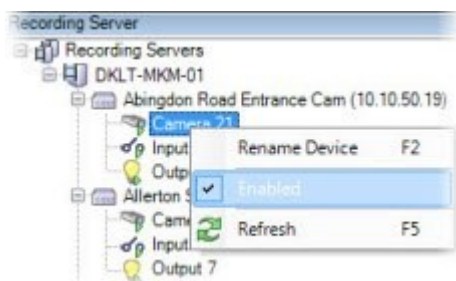 Recording Server
Recording Servers
DKLT-MKM-01
Abingdon Road Entrance Cam (10.10.50.19)
Camera 21
Input
Rename Device F2
Outp
Enabled
Allerton S
Came
Refresh F5
Input
Output 7